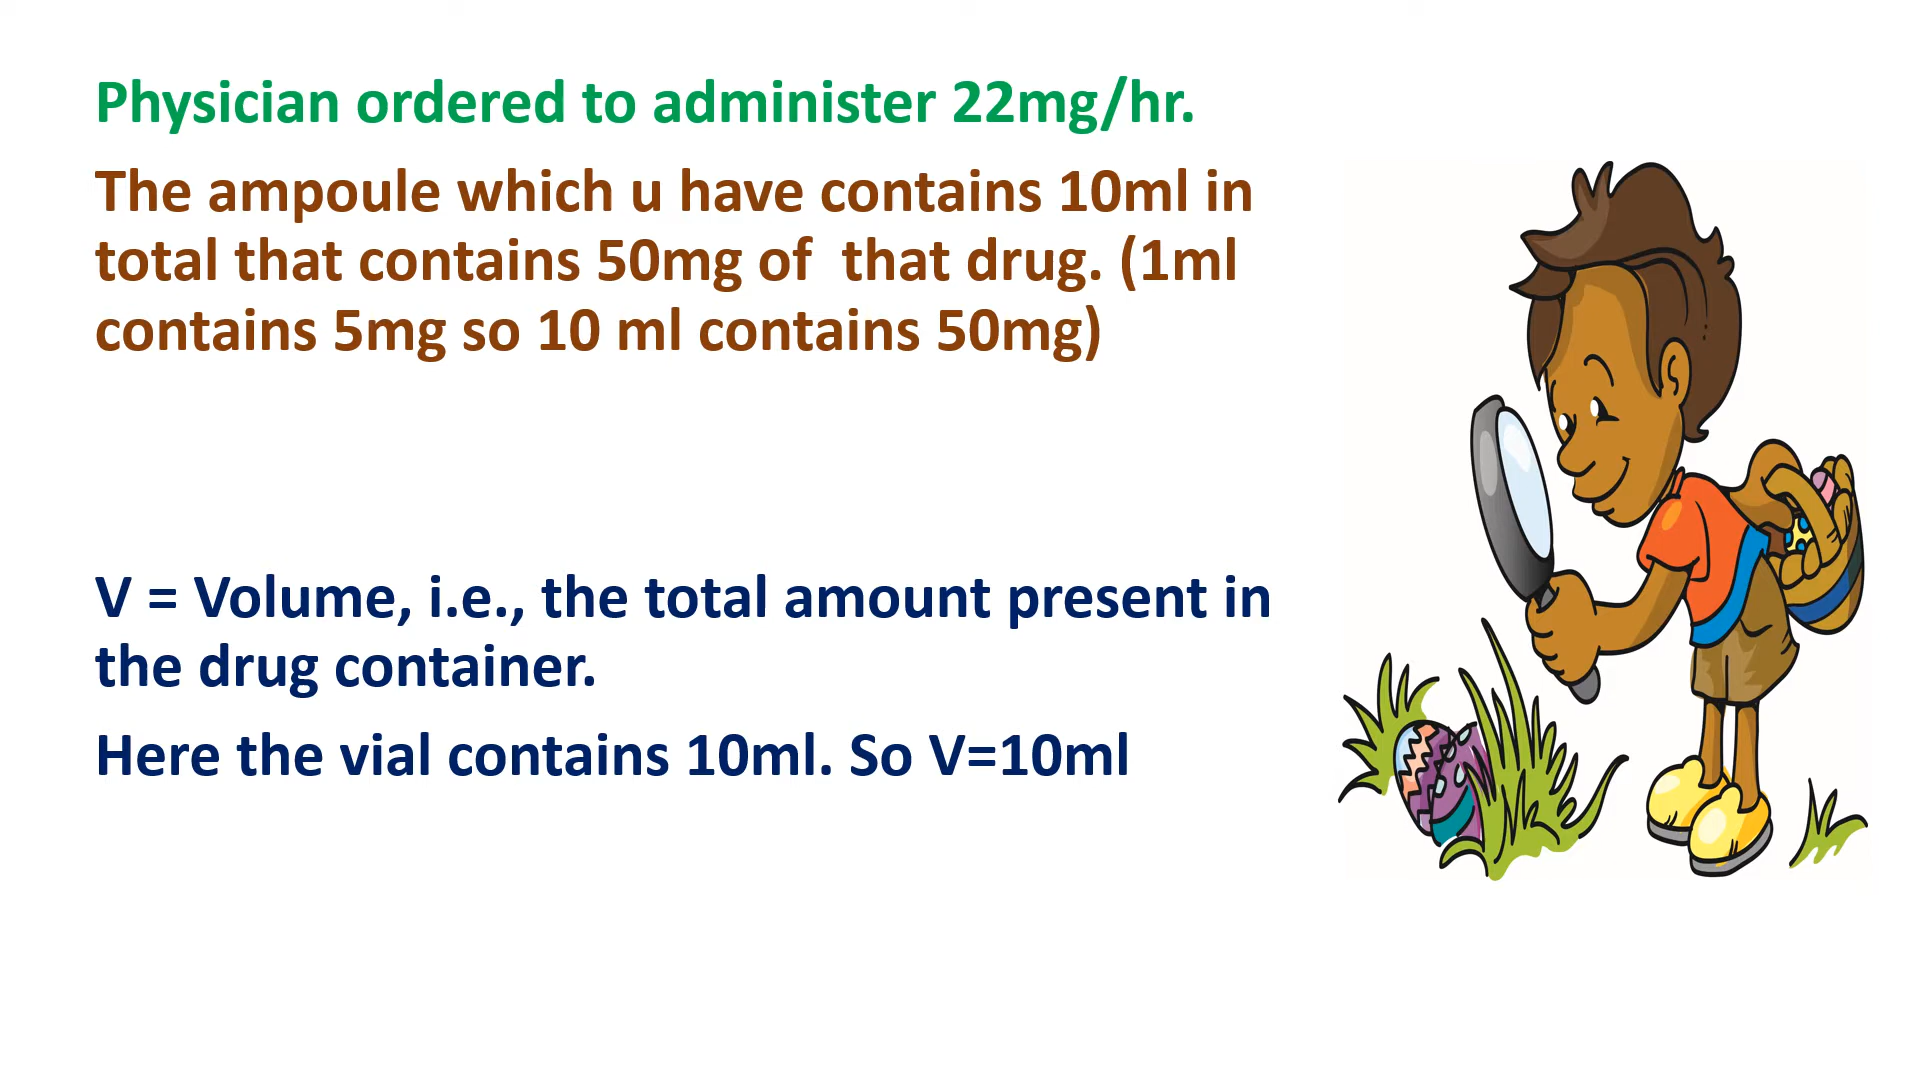 Physician ordered to administer 22mg/hr.
The ampoule which u have contains 10ml in
total that contains 50mg of  that drug. (1ml
contains 5mg so 10 ml contains 50mg)
V = Volume, i.e., the total amount present in
the drug container.
Here the vial contains 10ml. So V=10ml